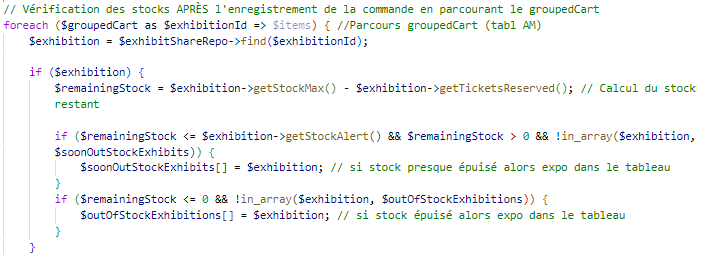 // Vérification des stocks APRÈS l'enregistrement de la commande en parcourant le groupedCart
foreach ($groupedCart as $exhibitionId => $items) { //Parcours groupedCart (tabl AM)
$exhibition = $exhibitShareRepo->find($exhibitionId);
if ($exhibition) {
$remainingStock = $exhibition->getStockMax() - $exhibition->getTicketsReserved(); // Calcul du stock
restant
if ($remainingStock <= $exhibition->getStockAlert() && $remainingStock > 0 && !in_array($exhibition,
$soonOutStockExhibits)) {
$soonOutStockExhibits[] = $exhibition; // si stock presque épuisé alors expo dans le tableau
}
if ($remainingStock <= 0 && !in_array($exhibition, $outOfStockExhibitions)) {
$outOfStockExhibitions[] = $exhibition; // si stock épuisé alors expo dans le tableau
}
}